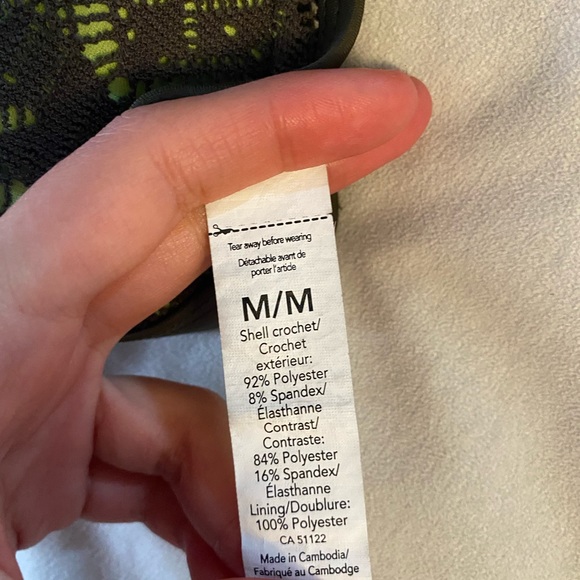 Tear away before wearing
Détachable avant de
porter l'article
M/M
Shell crochet/
Crochet
extérieur:
92% Polyester
8% Spandex/
Élasthanne
Contrast/
Contraste:
84% Polyester
16% Spandex/
Élasthanne
Lining/Doublure:
100% Polyester
CA 51122
Made in Cambodia/
Fabriqué au Cambodge